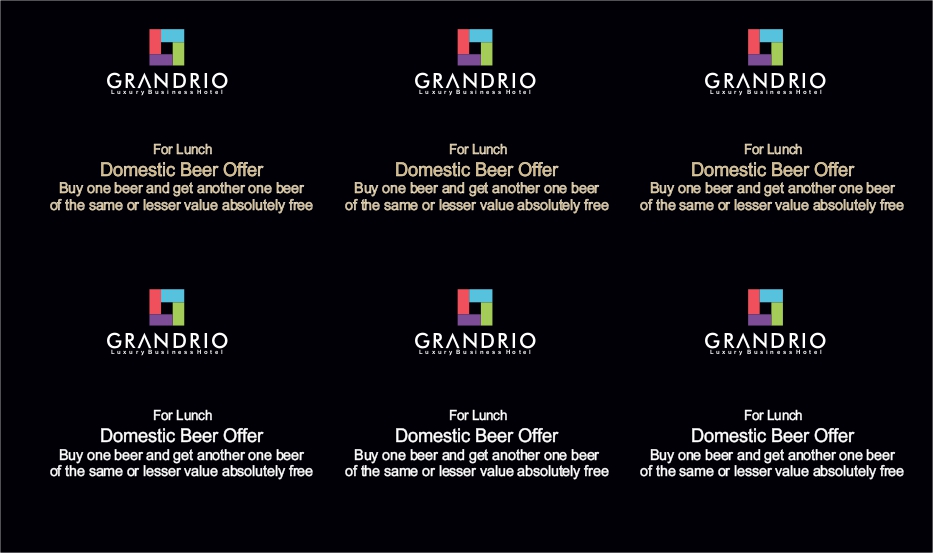 GRANDRIO
Luxury Business Hotel
For Lunch
Domestic Beer Offer
Buy one beer and get another one beer
of the same or lesser value absolutely free
GRANDRIO
Luxury Business Hotel
For Lunch
Domestic Beer Offer
Buy one beer and get another one beer
of the same or lesser value absolutely free
GRANDRIO
Luxury Business Hotel
For Lunch
Domestic Beer Offer
Buy one beer and get another one beer
of the same or lesser value absolutely free
GRANDRIO
Luxury Business Hotel
For Lunch
Domestic Beer Offer
Buy one beer and get another one beer
of the same or lesser value absolutely free
GRANDRIO
Luxury Business Hotel
For Lunch
Domestic Beer Offer
Buy one beer and get another one beer
of the same or lesser value absolutely free
GRANDRIO
Luxury Business Hotel
For Lunch
Domestic Beer Offer
Buy one beer and get another one beer
of the same or lesser value absolutely free